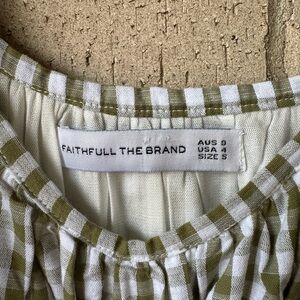 FAITHFULL THE BRAND
AUS 8
USA 4
SIZE S